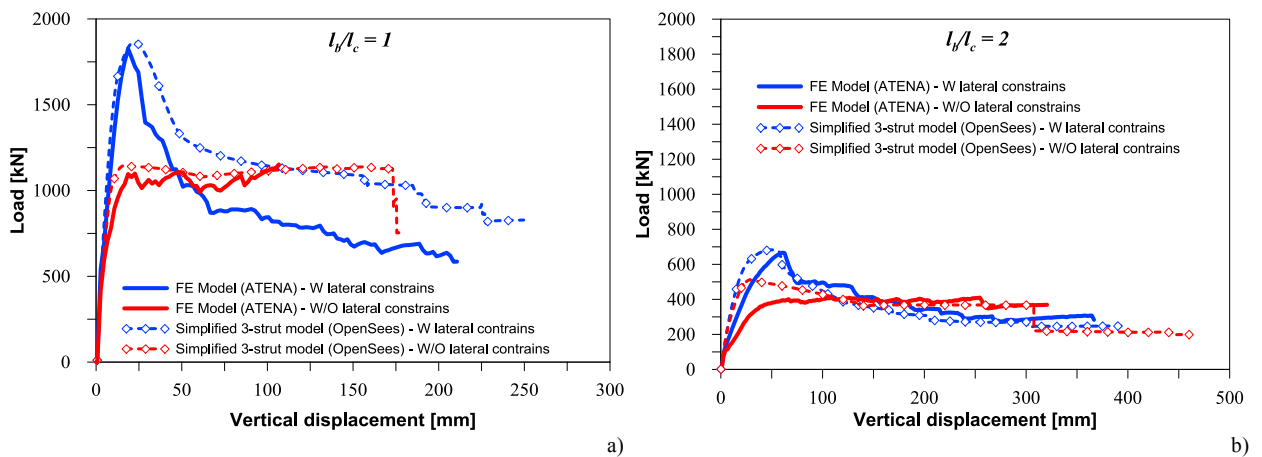 2000
1500
1000
500
0
Load [kN]
l_b/l_c = 1
FE Model (ATENA) - W lateral constrains
FE Model (ATENA) - W/O lateral constrains
Simplified 3-strut model (OpenSees) - W lateral contrains
Simplified 3-strut model (OpenSees) - W/O lateral contrains
0 50 100 150 200 250 300
Vertical displacement [mm]
a)
2000
1800
1600
1400
1200
1000
800
600
400
200
0
Load [kN]
l_b/l_c = 2
FE Model (ATENA) - W lateral constrains
FE Model (ATENA) - W/O lateral constrains
Simplified 3-strut model (OpenSees) - W lateral contrains
Simplified 3-strut model (OpenSees) - W/O lateral contrains
0 100 200 300 400 500
Vertical displacement [mm]
b)